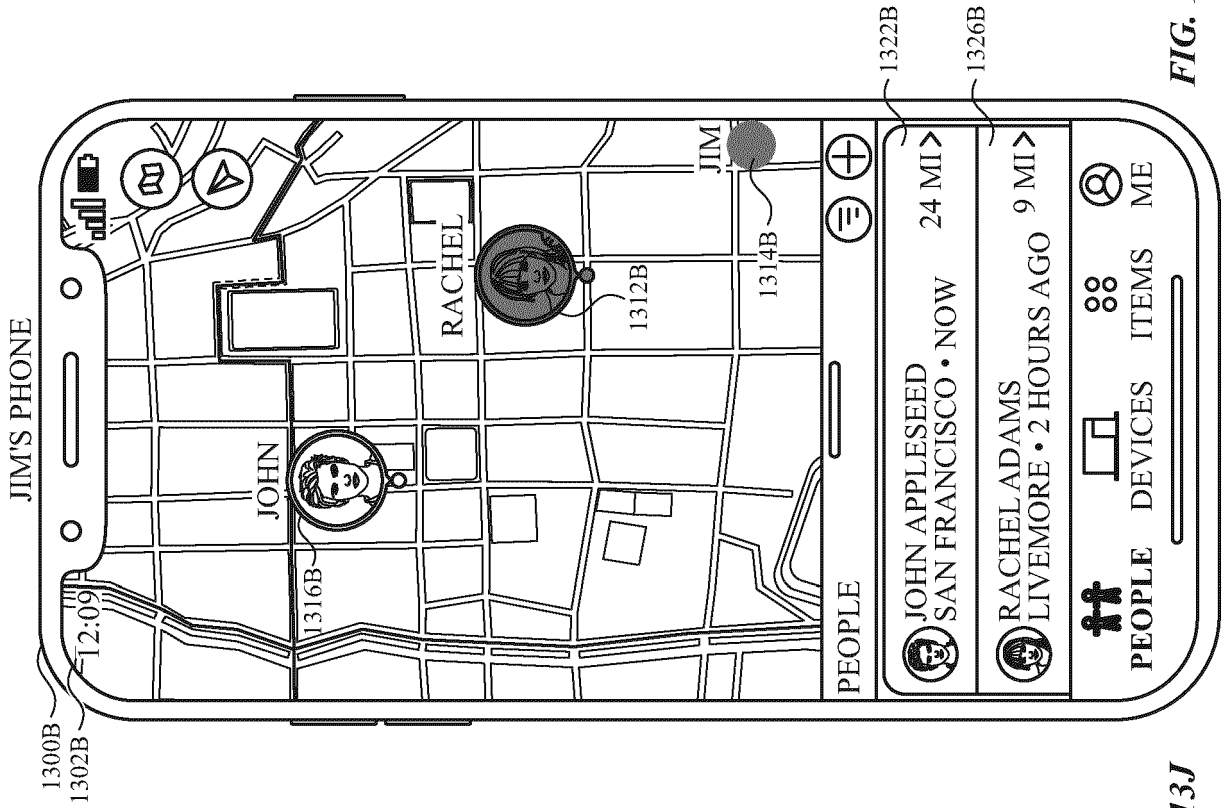 JIM'S PHONE
1300B
1302B
12:09
JOHN
1316B
RACHEL
1312B
JIM
1314B
PEOPLE
JOHN APPLESEED
SAN FRANCISCO • NOW
24 MI >
1322B
RACHEL ADAMS
LIVEMORE • 2 HOURS AGO
9 MI >
1326B
PEOPLE
DEVICES
ITEMS
ME
13J
FIG.